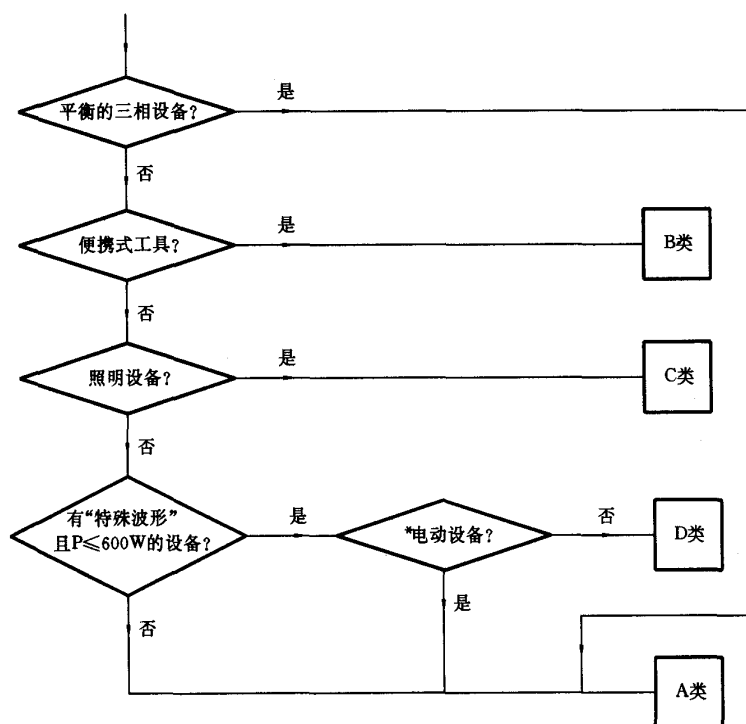 平衡的三相设备?
是
否
便携式工具?
是
B类
否
照明设备?
是
C类
否
有“特殊波形”
且P≤600W的设备?
是
*电动设备?
否
D类
否
是
A类